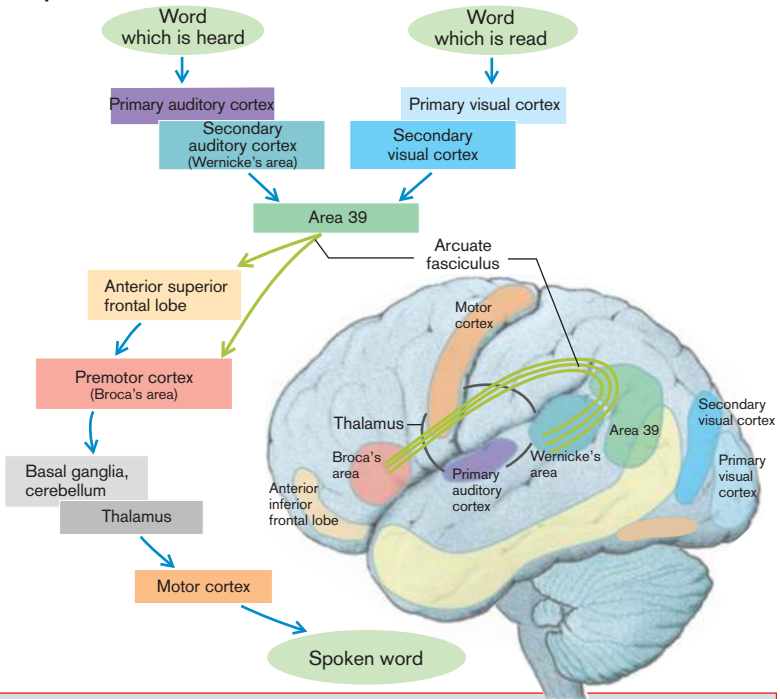 Word
which is heard
Word
which is read
Primary auditory cortex
Primary visual cortex
Secondary
auditory cortex
(Wernicke's area)
Secondary
visual cortex
Area 39
Arcuate
fasciculus
Anterior superior
frontal lobe
Premotor cortex
(Broca's area)
Basal ganglia,
cerebellum
Thalamus
Motor cortex
Spoken word
Motor
cortex
Thalamus
Broca's
area
Anterior
inferior
frontal lobe
Primary
auditory
cortex
Wernicke's
area
Area 39
Secondary
visual cortex
Primary
visual
cortex